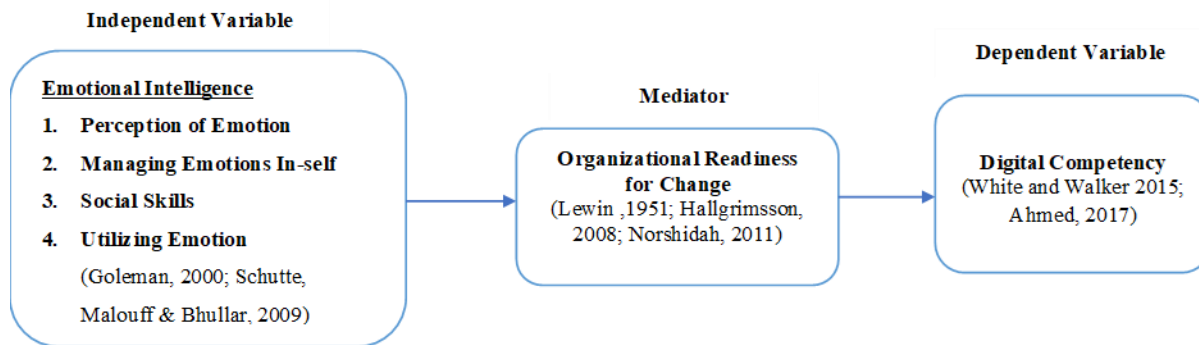 Independent Variable
Emotional Intelligence
1. Perception of Emotion
2. Managing Emotions In-self
3. Social Skills
4. Utilizing Emotion
(Goleman, 2000; Schutte,
Malouff & Bhullar, 2009)
Mediator
Organizational Readiness
for Change
(Lewin ,1951; Hallgrimsson,
2008; Norshidah, 2011)
Dependent Variable
Digital Competency
(White and Walker 2015;
Ahmed, 2017)